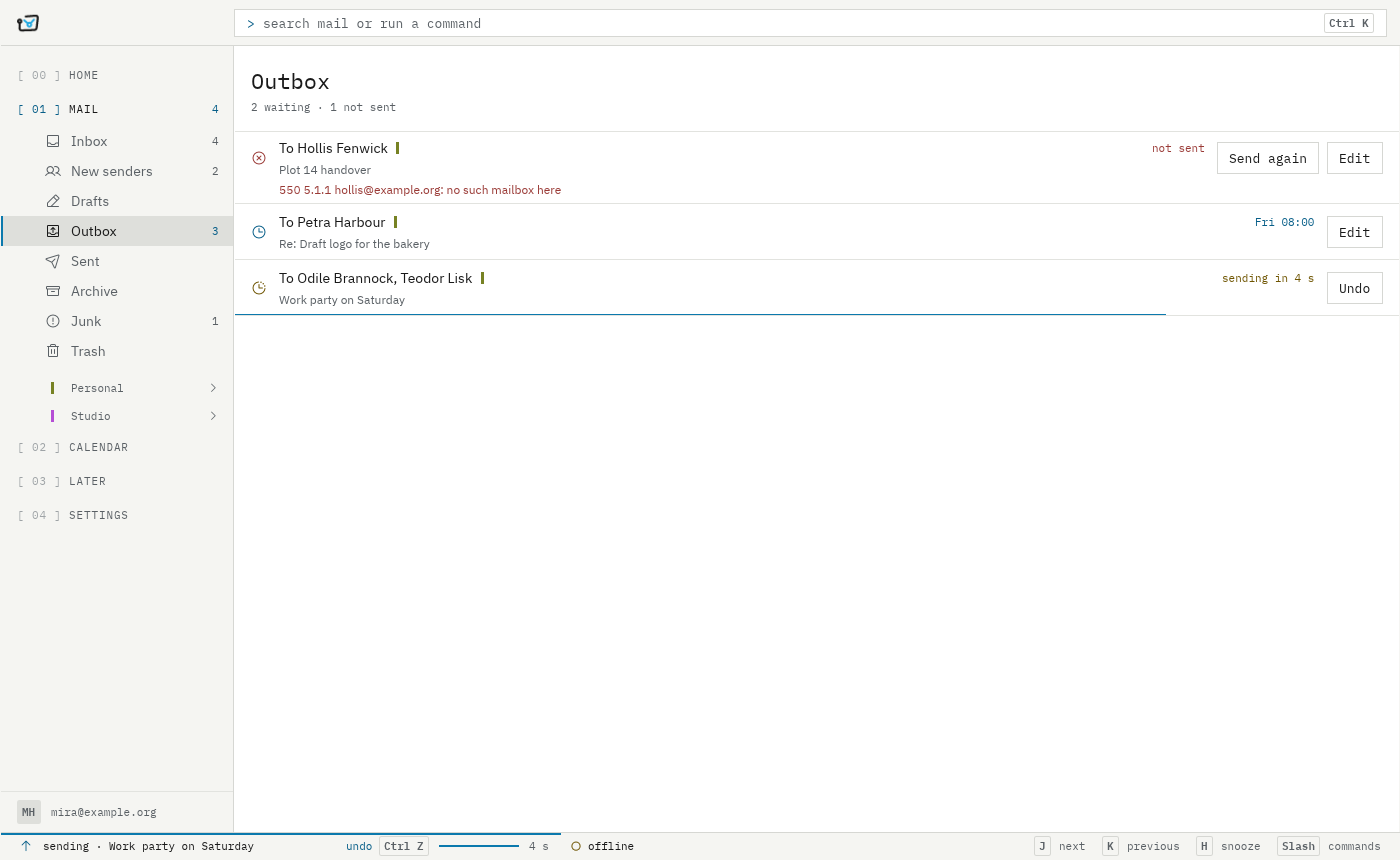 > search mail or run a command Ctrl K
[ 00 ] HOME
[ 01 ] MAIL 4
Inbox 4
New senders 2
Drafts
Outbox 3
Sent
Archive
Junk 1
Trash
Personal
Studio
[ 02 ] CALENDAR
[ 03 ] LATER
[ 04 ] SETTINGS
MH mira@example.org
Outbox
2 waiting · 1 not sent
To Hollis Fenwick not sent Send again Edit
Plot 14 handover
550 5.1.1 hollis@example.org: no such mailbox here
To Petra Harbour Fri 08:00 Edit
Re: Draft logo for the bakery
To Odile Brannock, Teodor Lisk sending in 4 s Undo
Work party on Saturday
sending · Work party on Saturday undo Ctrl Z 4 s offline J next K previous H snooze Slash commands